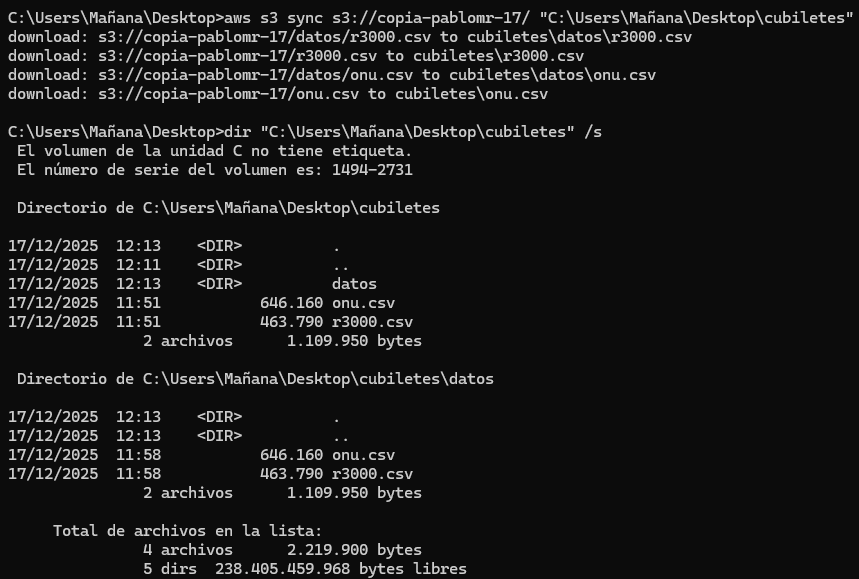 C:\Users\Mañana\Desktop>aws s3 sync s3://copia-pablomr-17/ "C:\Users\Mañana\Desktop\cubiletes"
download: s3://copia-pablomr-17/datos/r3000.csv to cubiletes\datos\r3000.csv
download: s3://copia-pablomr-17/r3000.csv to cubiletes\r3000.csv
download: s3://copia-pablomr-17/datos/onu.csv to cubiletes\datos\onu.csv
download: s3://copia-pablomr-17/onu.csv to cubiletes\onu.csv
C:\Users\Mañana\Desktop>dir "C:\Users\Mañana\Desktop\cubiletes" /s
El volumen de la unidad C no tiene etiqueta.
El número de serie del volumen es: 1494-2731
Directorio de C:\Users\Mañana\Desktop\cubiletes
17/12/2025  12:13    <DIR>          .
17/12/2025  12:11    <DIR>          ..
17/12/2025  12:13    <DIR>          datos
17/12/2025  11:51           646.160 onu.csv
17/12/2025  11:51           463.790 r3000.csv
2 archivos      1.109.950 bytes
Directorio de C:\Users\Mañana\Desktop\cubiletes\datos
17/12/2025  12:13    <DIR>          .
17/12/2025  12:13    <DIR>          ..
17/12/2025  11:58           646.160 onu.csv
17/12/2025  11:58           463.790 r3000.csv
2 archivos      1.109.950 bytes
Total de archivos en la lista:
4 archivos      2.219.900 bytes
5 dirs  238.405.459.968 bytes libres